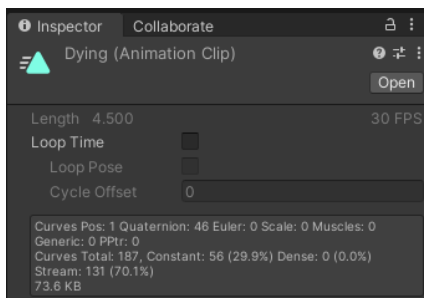 Inspector Collaborate
Dying (Animation Clip)
Open
Length 4.500 30 FPS
Loop Time
Loop Pose
Cycle Offset 0
Curves Pos: 1 Quaternion: 46 Euler: 0 Scale: 0 Muscles: 0
Generic: 0 PPtr: 0
Curves Total: 187, Constant: 56 (29.9%) Dense: 0 (0.0%)
Stream: 131 (70.1%)
73.6 KB